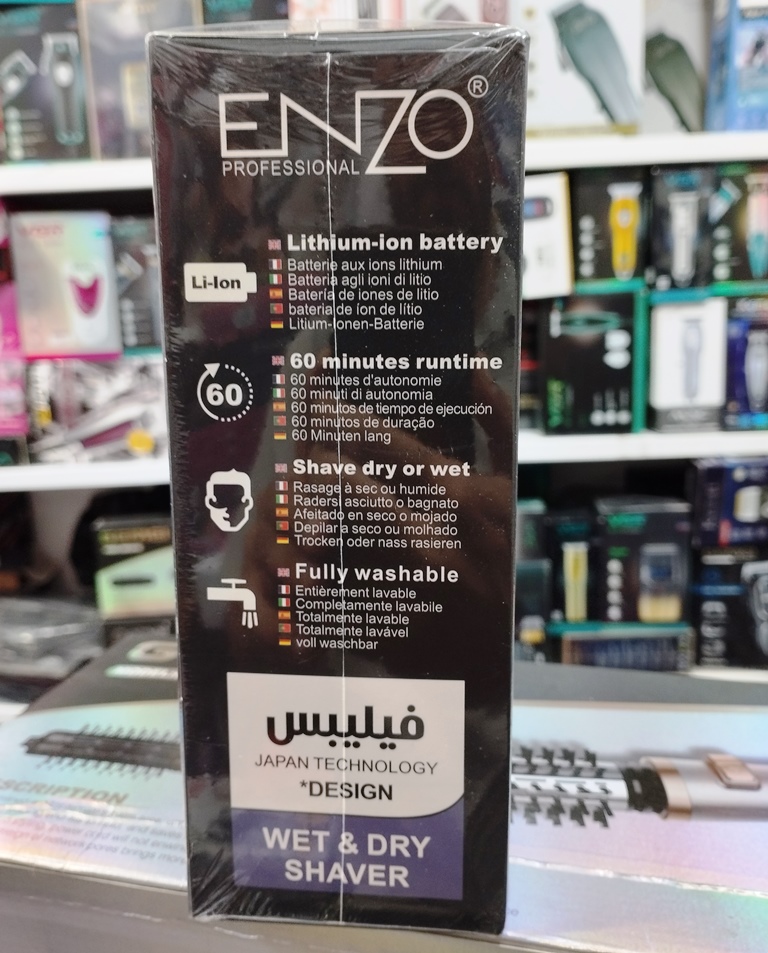 ENZO®
PROFESSIONAL
Li-Ion
Lithium-ion battery
Batterie aux ions lithium
Batteria agli ioni di litio
Batería de iones de litio
bateria de íon de lítio
Litium-Ionen-Batterie
60
60 minutes runtime
60 minutes d'autonomie
60 minuti di autonomia
60 minutos de tiempo de ejecución
60 minutos de duração
60 Minuten lang
Shave dry or wet
Rasage à sec ou humide
Radersi asciutto o bagnato
Afeitado en seco o mojado
Depilar a seco ou molhado
Trocken oder nass rasieren
Fully washable
Entièrement lavable
Completamente lavabile
Totalmente lavable
Totalmente lavável
voll waschbar
فيليبس
JAPAN TECHNOLOGY
*DESIGN
WET & DRY
SHAVER